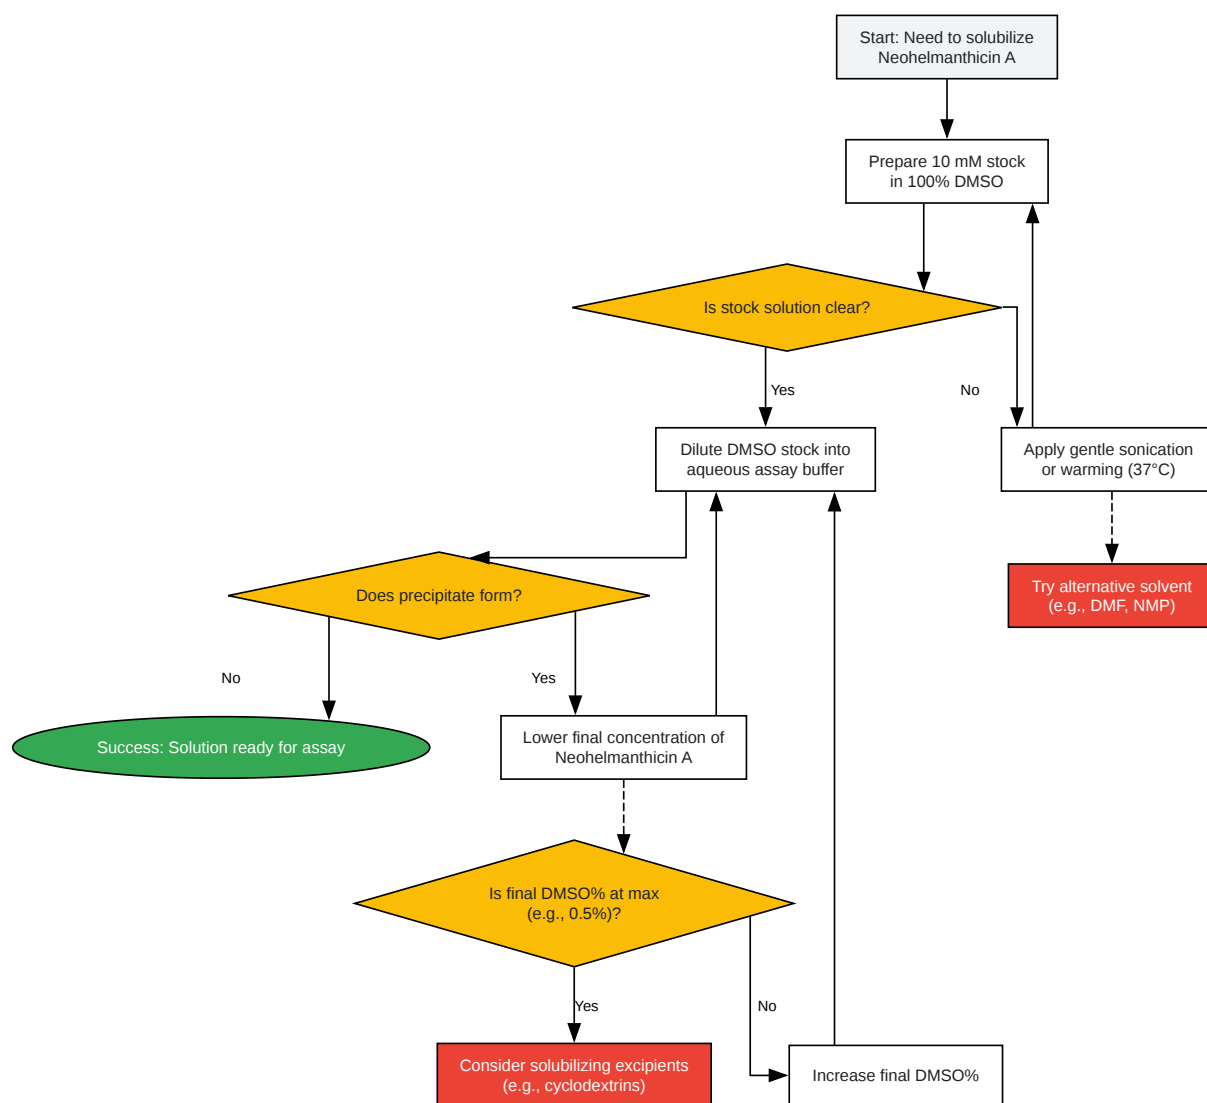 Start: Need to solubilize
Neohelmanthicin A
Prepare 10 mM stock
in 100% DMSO
Is stock solution clear?
Yes
No
Dilute DMSO stock into
aqueous assay buffer
Apply gentle sonication
or warming (37°C)
Does precipitate form?
Try alternative solvent
(e.g., DMF, NMP)
No
Yes
Success: Solution ready for assay
Lower final concentration of
Neohelmanthicin A
Is final DMSO% at max
(e.g., 0.5%)?
Yes
No
Consider solubilizing excipients
(e.g., cyclodextrins)
Increase final DMSO%